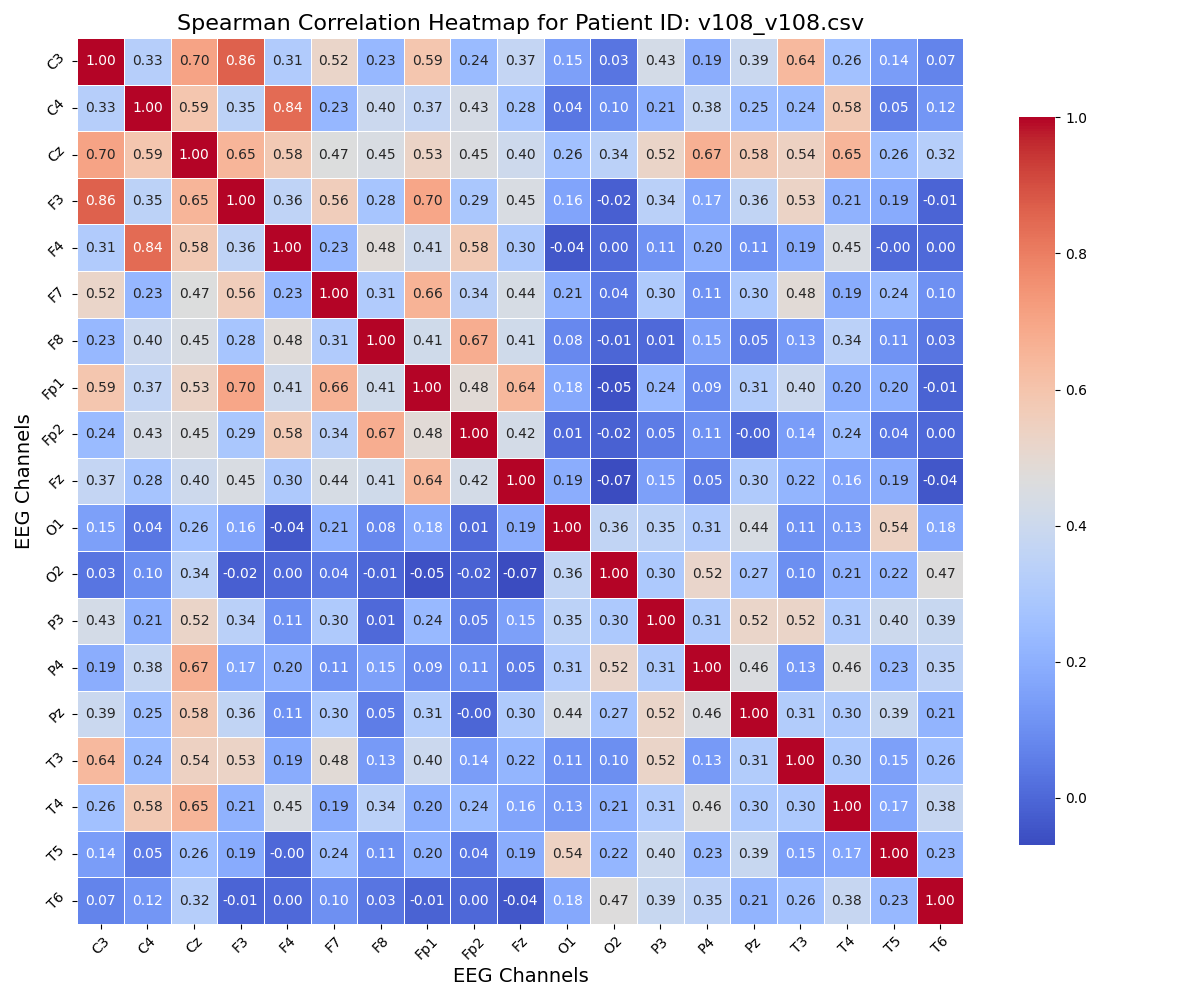 Spearman Correlation Heatmap for Patient ID: v108_v108.csv
C3 1.00 0.33 0.70 0.86 0.31 0.52 0.23 0.59 0.24 0.37 0.15 0.03 0.43 0.19 0.39 0.64 0.26 0.14 0.07
C4 0.33 1.00 0.59 0.35 0.84 0.23 0.40 0.37 0.43 0.28 0.04 0.10 0.21 0.38 0.25 0.24 0.58 0.05 0.12
Cz 0.70 0.59 1.00 0.65 0.58 0.47 0.45 0.53 0.45 0.40 0.26 0.34 0.52 0.67 0.58 0.54 0.65 0.26 0.32
F3 0.86 0.35 0.65 1.00 0.36 0.56 0.28 0.70 0.29 0.45 0.16 -0.02 0.34 0.17 0.36 0.53 0.21 0.19 -0.01
F4 0.31 0.84 0.58 0.36 1.00 0.23 0.48 0.41 0.58 0.30 -0.04 0.00 0.11 0.20 0.11 0.19 0.45 -0.00 0.00
F7 0.52 0.23 0.47 0.56 0.23 1.00 0.31 0.66 0.34 0.44 0.21 0.04 0.30 0.11 0.30 0.48 0.19 0.24 0.10
F8 0.23 0.40 0.45 0.28 0.48 0.31 1.00 0.41 0.67 0.41 0.08 -0.01 0.01 0.15 0.05 0.13 0.34 0.11 0.03
Fp1 0.59 0.37 0.53 0.70 0.41 0.66 0.41 1.00 0.48 0.64 0.18 -0.05 0.24 0.09 0.31 0.40 0.20 0.20 -0.01
Fp2 0.24 0.43 0.45 0.29 0.58 0.34 0.67 0.48 1.00 0.42 0.01 -0.02 0.05 0.11 -0.00 0.14 0.24 0.04 0.00
Fz 0.37 0.28 0.40 0.45 0.30 0.44 0.41 0.64 0.42 1.00 0.19 -0.07 0.15 0.05 0.30 0.22 0.16 0.19 -0.04
O1 0.15 0.04 0.26 0.16 -0.04 0.21 0.08 0.18 0.01 0.19 1.00 0.36 0.35 0.31 0.44 0.11 0.13 0.54 0.18
O2 0.03 0.10 0.34 -0.02 0.00 0.04 -0.01 -0.05 -0.02 -0.07 0.36 1.00 0.30 0.52 0.27 0.10 0.21 0.22 0.47
P3 0.43 0.21 0.52 0.34 0.11 0.30 0.01 0.24 0.05 0.15 0.35 0.30 1.00 0.31 0.52 0.52 0.31 0.40 0.39
P4 0.19 0.38 0.67 0.17 0.20 0.11 0.15 0.09 0.11 0.05 0.31 0.52 0.31 1.00 0.46 0.13 0.46 0.23 0.35
Pz 0.39 0.25 0.58 0.36 0.11 0.30 0.05 0.31 -0.00 0.30 0.44 0.27 0.52 0.46 1.00 0.31 0.30 0.39 0.21
T3 0.64 0.24 0.54 0.53 0.19 0.48 0.13 0.40 0.14 0.22 0.11 0.10 0.52 0.13 0.31 1.00 0.30 0.15 0.26
T4 0.26 0.58 0.65 0.21 0.45 0.19 0.34 0.20 0.24 0.16 0.13 0.21 0.31 0.46 0.30 0.30 1.00 0.17 0.38
T5 0.14 0.05 0.26 0.19 -0.00 0.24 0.11 0.20 0.04 0.19 0.54 0.22 0.40 0.23 0.39 0.15 0.17 1.00 0.23
T6 0.07 0.12 0.32 -0.01 0.00 0.10 0.03 -0.01 0.00 -0.04 0.18 0.47 0.39 0.35 0.21 0.26 0.38 0.23 1.00
C3 C4 Cz F3 F4 F7 F8 Fp1 Fp2 Fz O1 O2 P3 P4 Pz T3 T4 T5 T6
EEG Channels
EEG Channels
1.0
0.8
0.6
0.4
0.2
0.0